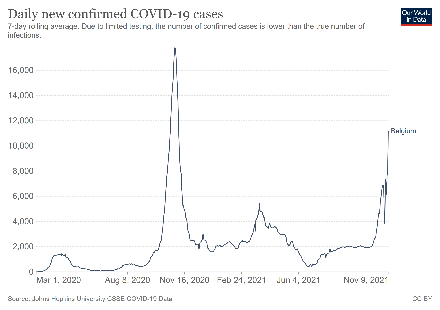 Daily new confirmed COVID-19 cases
Our World
in Data
7-day rolling average. Due to limited testing, the number of confirmed cases is lower than the true number of
infections.
16,000
14,000
12,000
10,000
8,000
6,000
4,000
2,000
0
Belgium
Mar 1, 2020
Aug 8, 2020
Nov 16, 2020
Feb 24, 2021
Jun 4, 2021
Nov 9, 2021
Source: Johns Hopkins University CSSE COVID-19 Data
CC BY